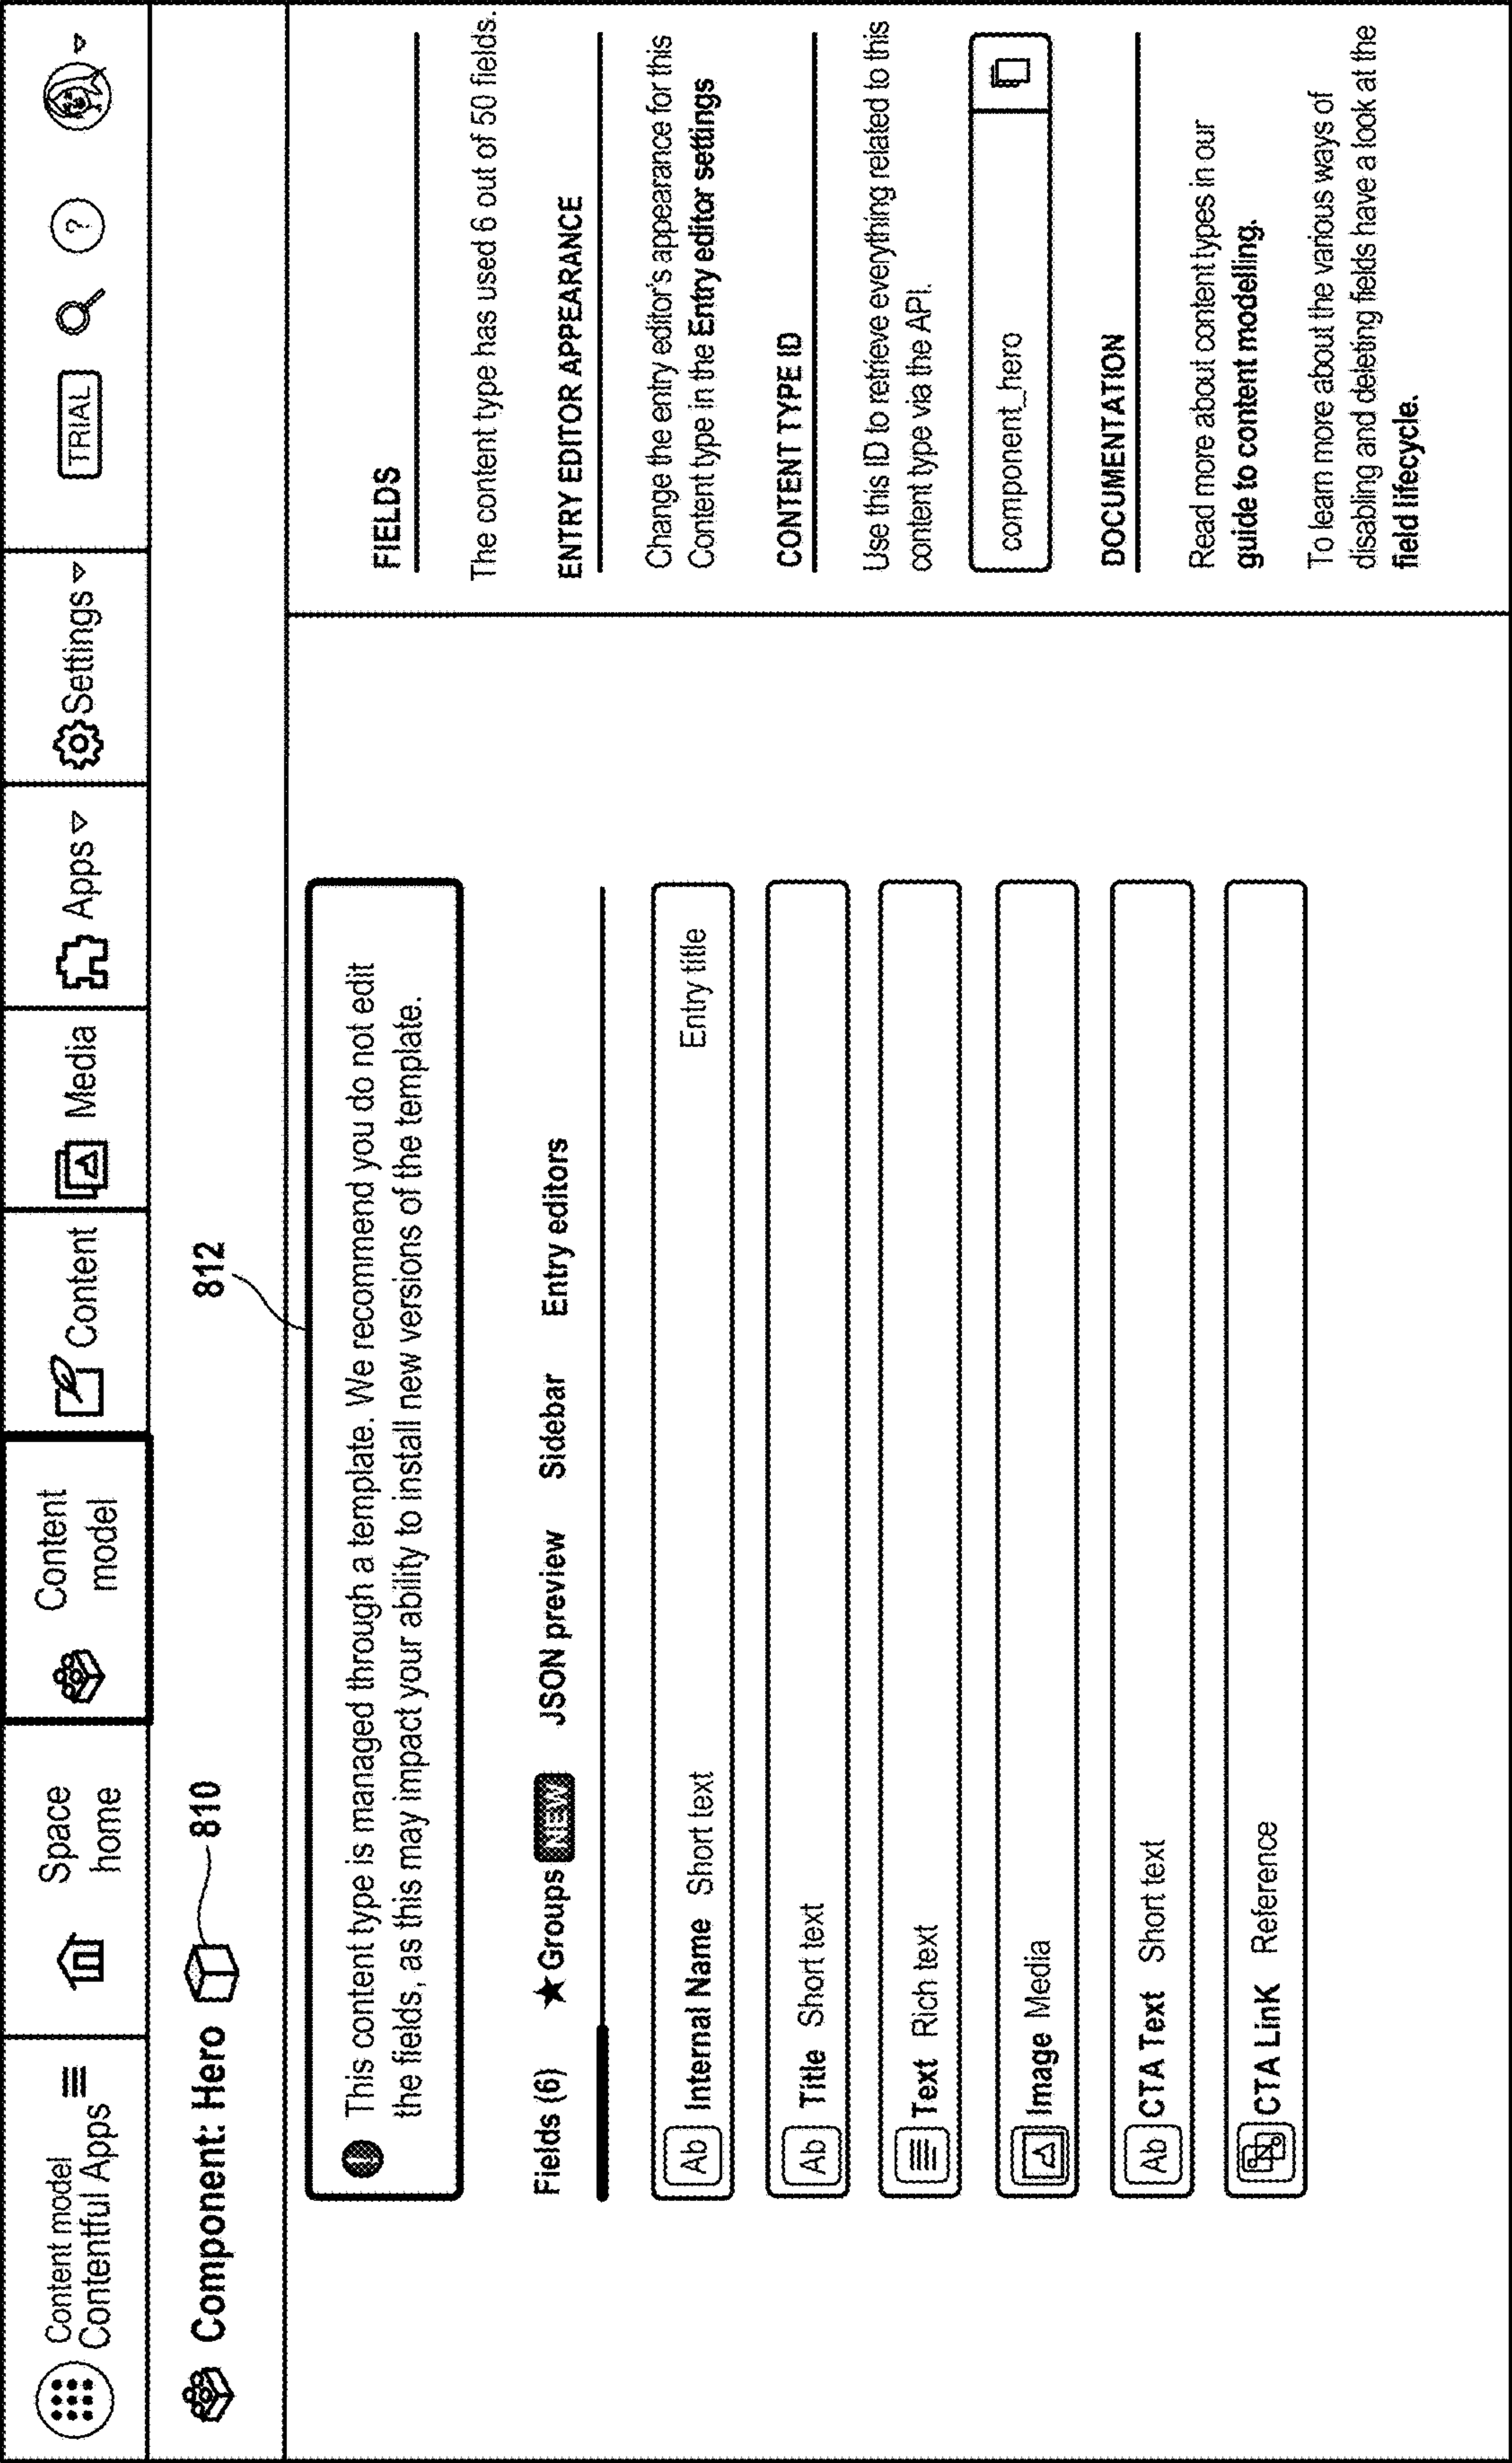 Content model
Contentful Apps
Space
home
Content
model
Content
Media
Apps
Settings
TRIAL
?
Component: Hero
810
812
This content type is managed through a template. We recommend you do not edit
the fields, as this may impact your ability to install new versions of the template.
Fields (6)
★Groups NEW
JSON preview
Sidebar
Entry editors
Ab Internal Name Short text Entry title
Ab Title Short text
Text Rich text
Image Media
Ab CTA Text Short text
CTA LinK Reference
FIELDS
The content type has used 6 out of 50 fields.
ENTRY EDITOR APPEARANCE
Change the entry editor's appearance for this
Content type in the Entry editor settings
CONTENT TYPE ID
Use this ID to retrieve everything related to this
content type via the API.
component_hero
DOCUMENTATION
Read more about content types in our
guide to content modelling.
To learn more about the various ways of
disabling and deleting fields have a look at the
field lifecycle.